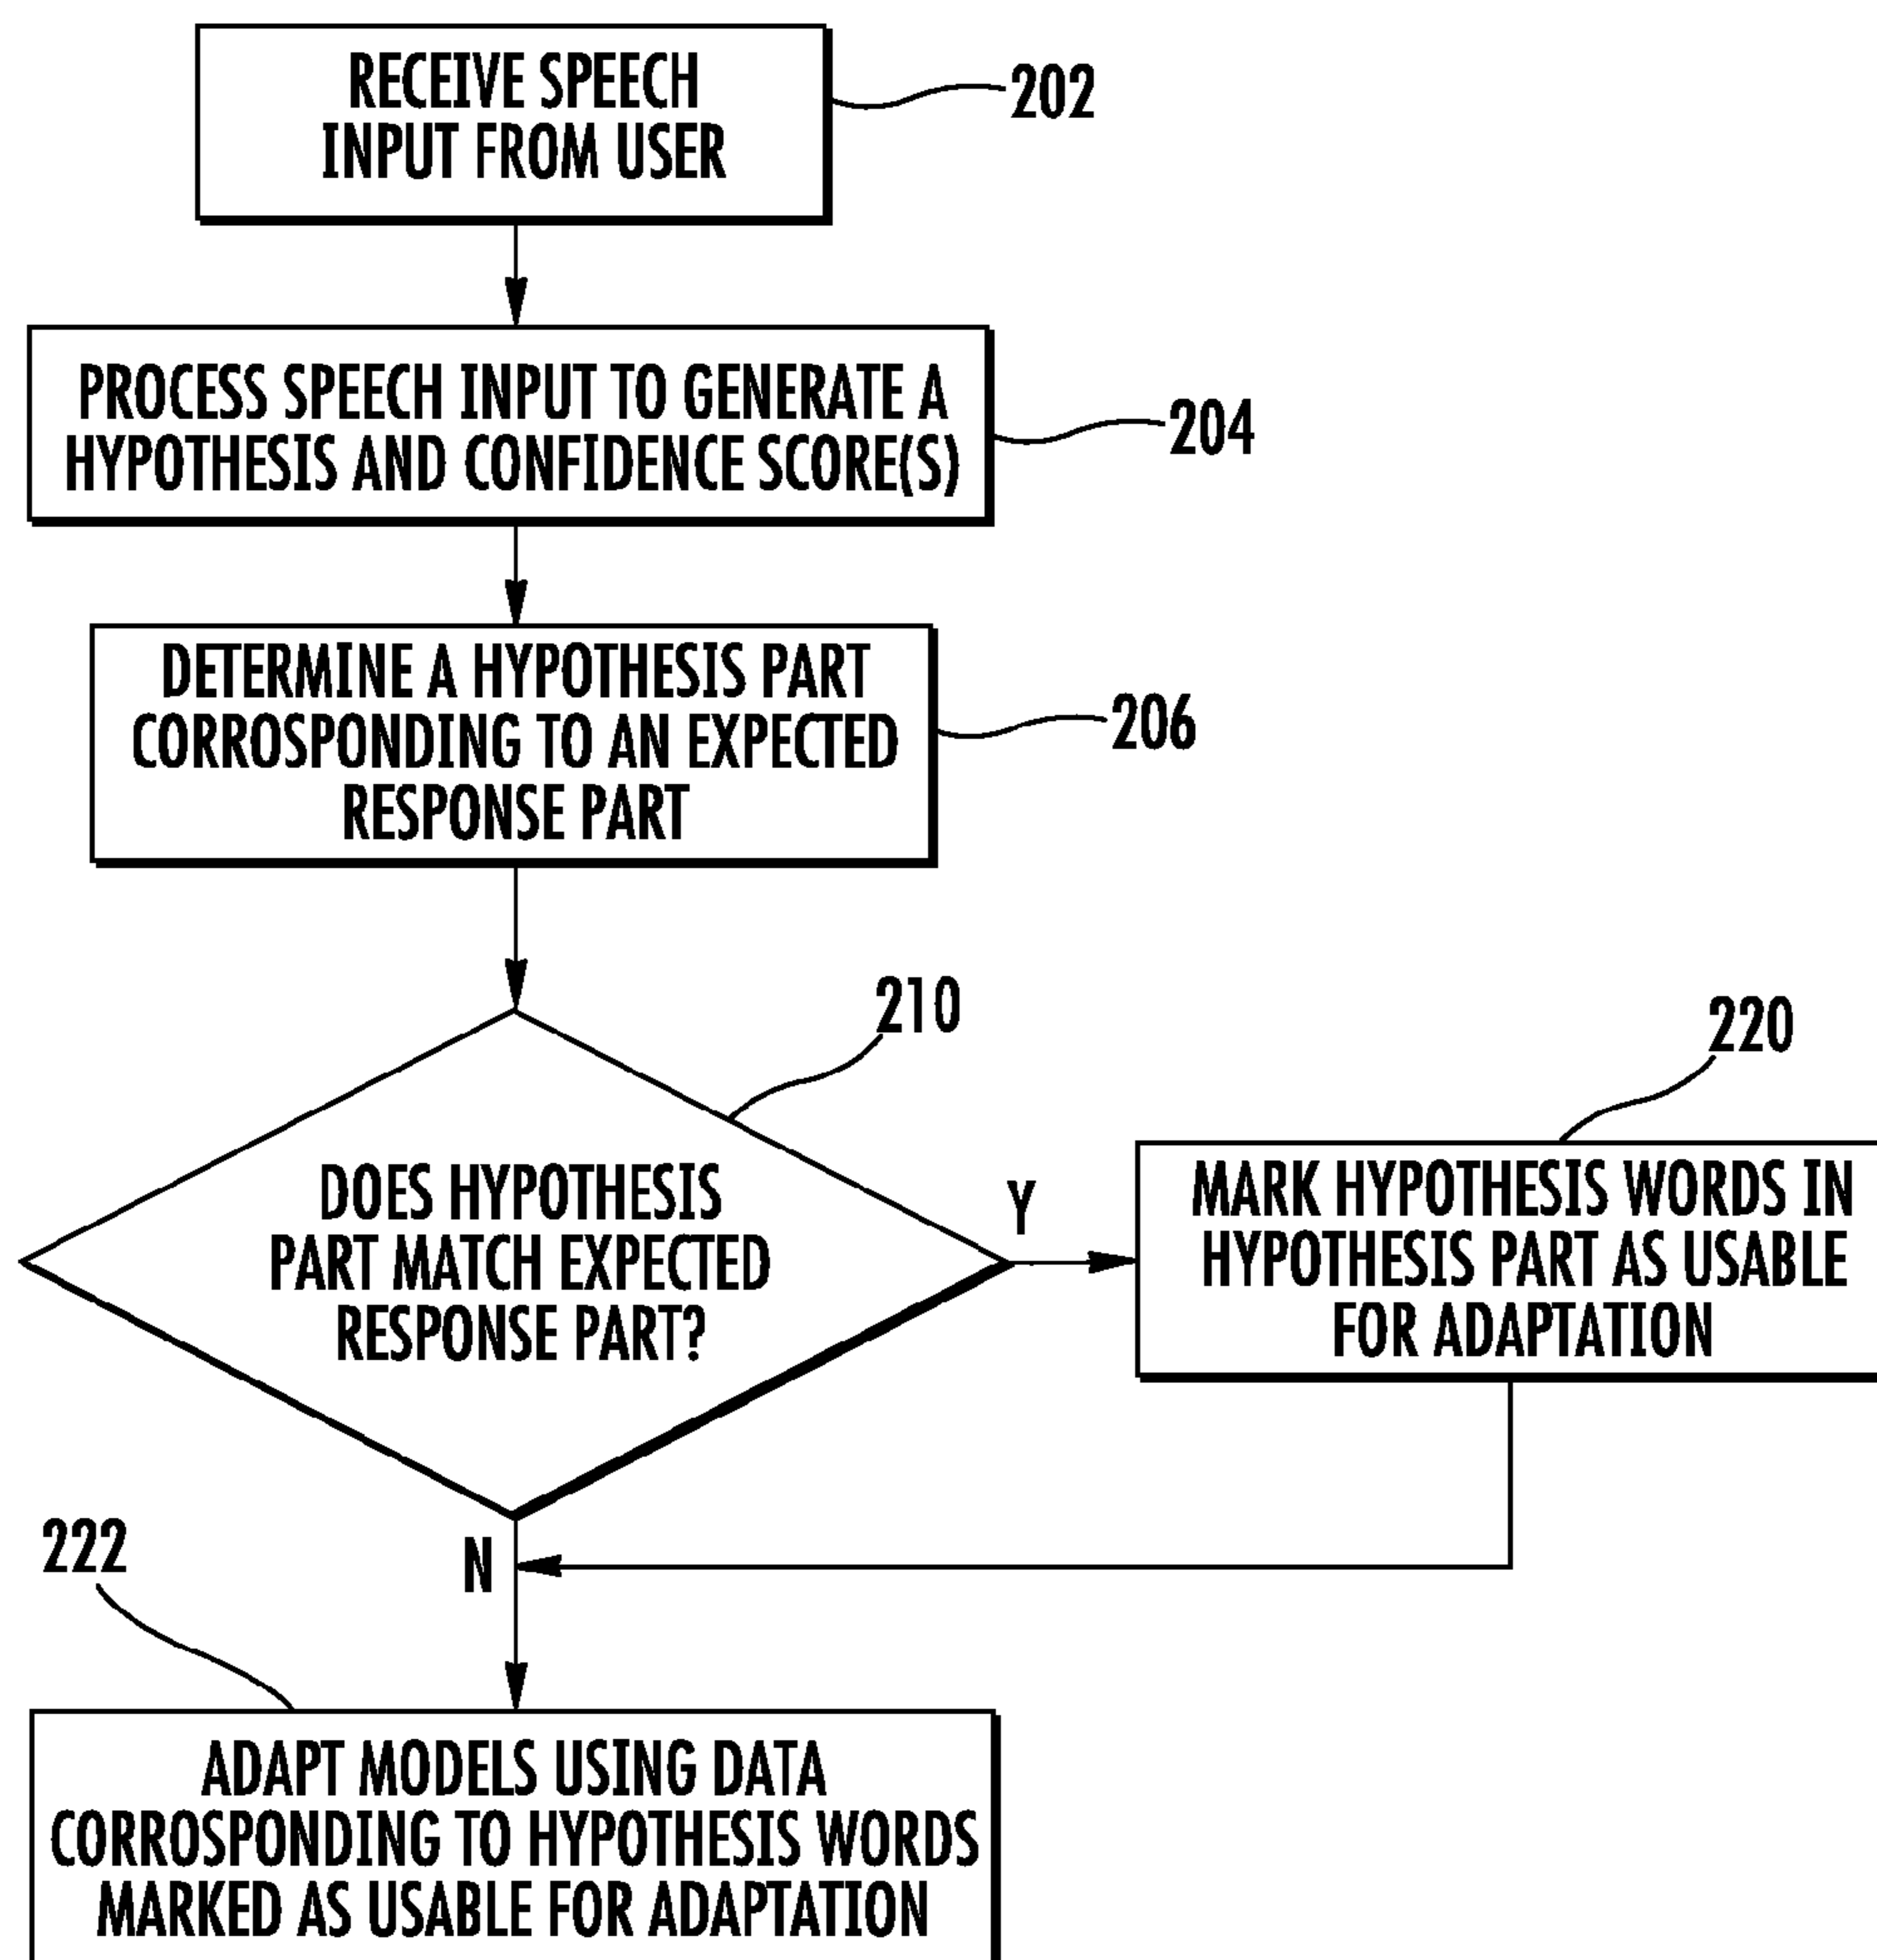 RECEIVE SPEECH
INPUT FROM USER
202
PROCESS SPEECH INPUT TO GENERATE A
HYPOTHESIS AND CONFIDENCE SCORE(S)
204
DETERMINE A HYPOTHESIS PART
CORROSPONDING TO AN EXPECTED
RESPONSE PART
206
210
DOES HYPOTHESIS
PART MATCH EXPECTED
RESPONSE PART?
Y
220
MARK HYPOTHESIS WORDS IN
HYPOTHESIS PART AS USABLE
FOR ADAPTATION
N
222
ADAPT MODELS USING DATA
CORROSPONDING TO HYPOTHESIS WORDS
MARKED AS USABLE FOR ADAPTATION